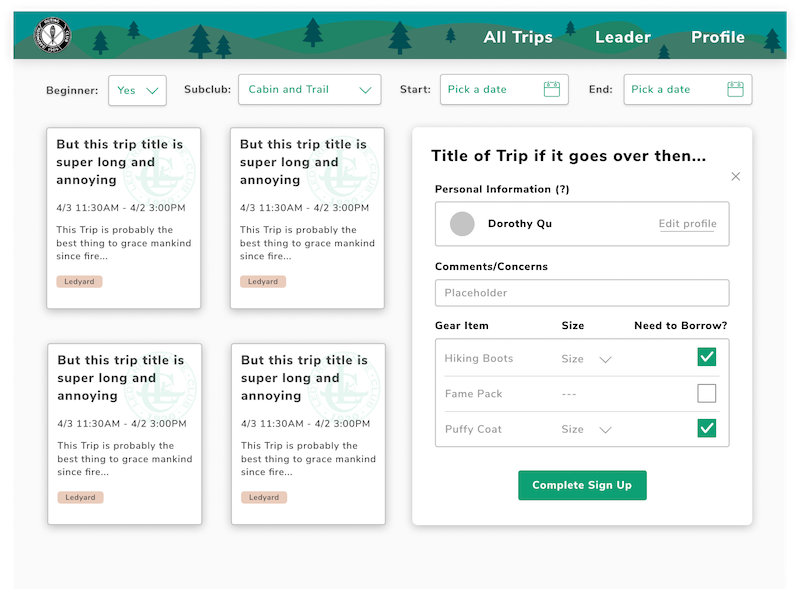 All Trips Leader Profile
Beginner: Yes Subclub: Cabin and Trail Start: Pick a date End: Pick a date
But this trip title is
super long and
annoying
4/3 11:30AM - 4/2 3:00PM
This Trip is probably the
best thing to grace mankind
since fire...
Ledyard
But this trip title is
super long and
annoying
4/3 11:30AM - 4/2 3:00PM
This Trip is probably the
best thing to grace mankind
since fire...
Ledyard
But this trip title is
super long and
annoying
4/3 11:30AM - 4/2 3:00PM
This Trip is probably the
best thing to grace mankind
since fire...
Ledyard
But this trip title is
super long and
annoying
4/3 11:30AM - 4/2 3:00PM
This Trip is probably the
best thing to grace mankind
since fire...
Ledyard
Title of Trip if it goes over then...
Personal Information (?)
Dorothy Qu Edit profile
Comments/Concerns
Placeholder
Gear Item Size Need to Borrow?
Hiking Boots Size
Fame Pack ---
Puffy Coat Size
Complete Sign Up